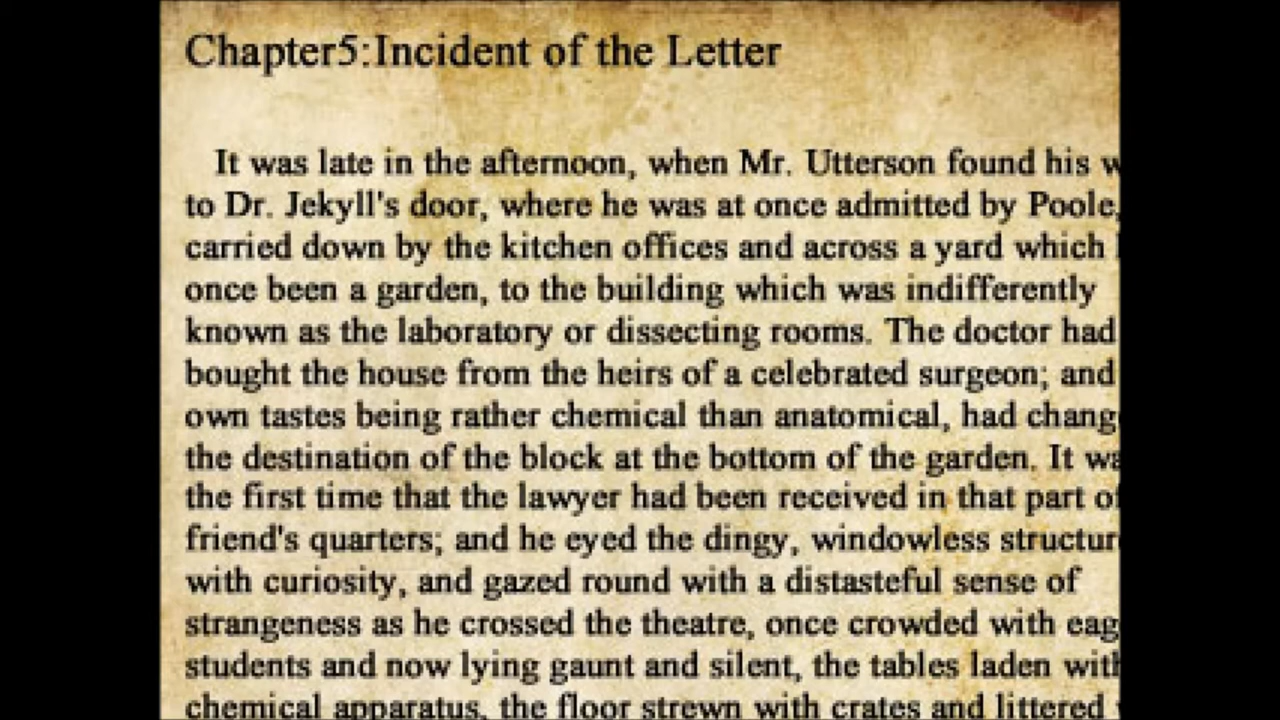 Chapter5:Incident of the Letter
It was late in the afternoon, when Mr. Utterson found his w
to Dr. Jekyll's door, where he was at once admitted by Poole,
carried down by the kitchen offices and across a yard which
once been a garden, to the building which was indifferently
known as the laboratory or dissecting rooms. The doctor had
bought the house from the heirs of a celebrated surgeon; and
own tastes being rather chemical than anatomical, had chang
the destination of the block at the bottom of the garden. It wa
the first time that the lawyer had been received in that part of
friend's quarters; and he eyed the dingy, windowless structur
with curiosity, and gazed round with a distasteful sense of
strangeness as he crossed the theatre, once crowded with eag
students and now lying gaunt and silent, the tables laden with
chemical apparatus, the floor strewn with crates and littered